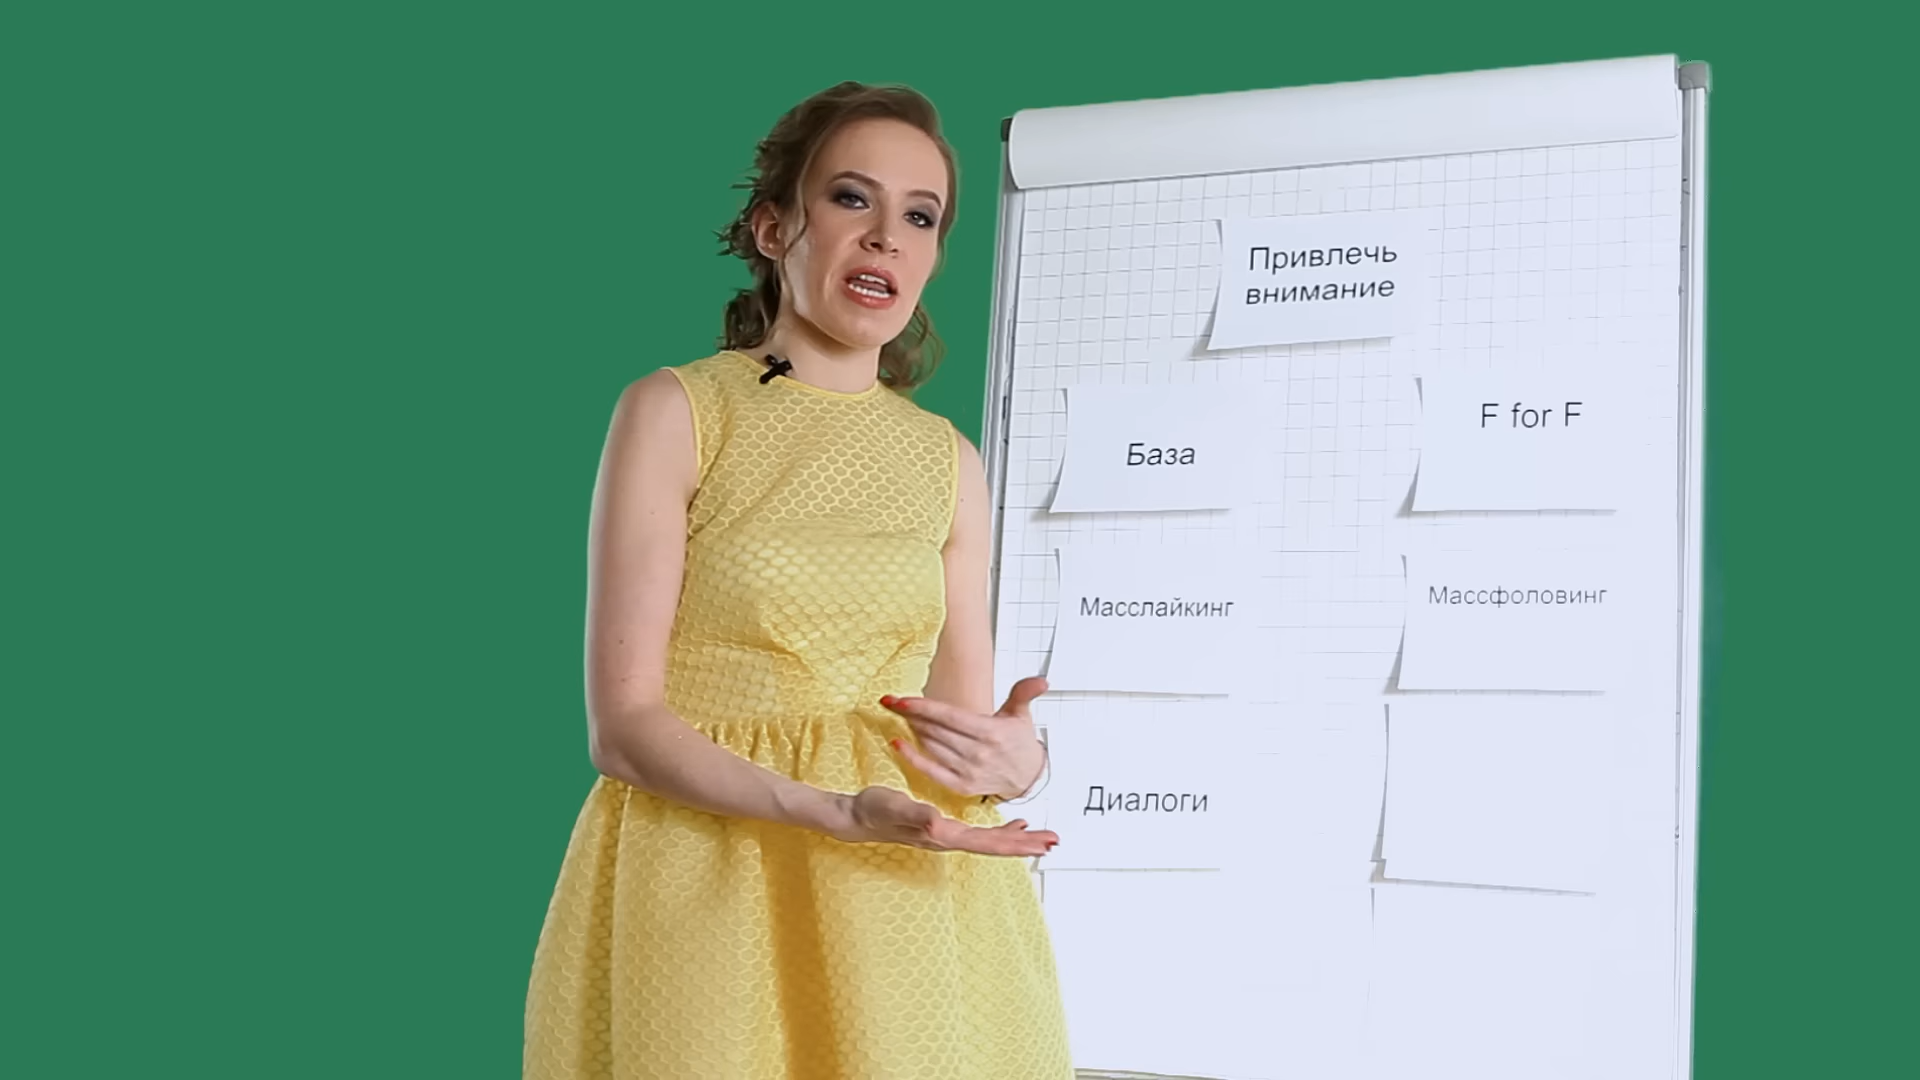 Привлечь
внимание
База
F for F
Масслайкинг
Массфоловинг
Диалоги